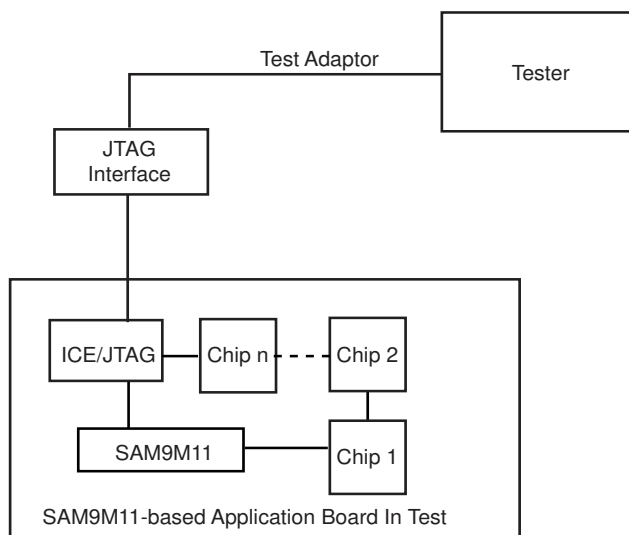 Test Adaptor
Tester
JTAG
Interface
ICE/JTAG
Chip n
Chip 2
SAM9M11
Chip 1
SAM9M11-based Application Board In Test